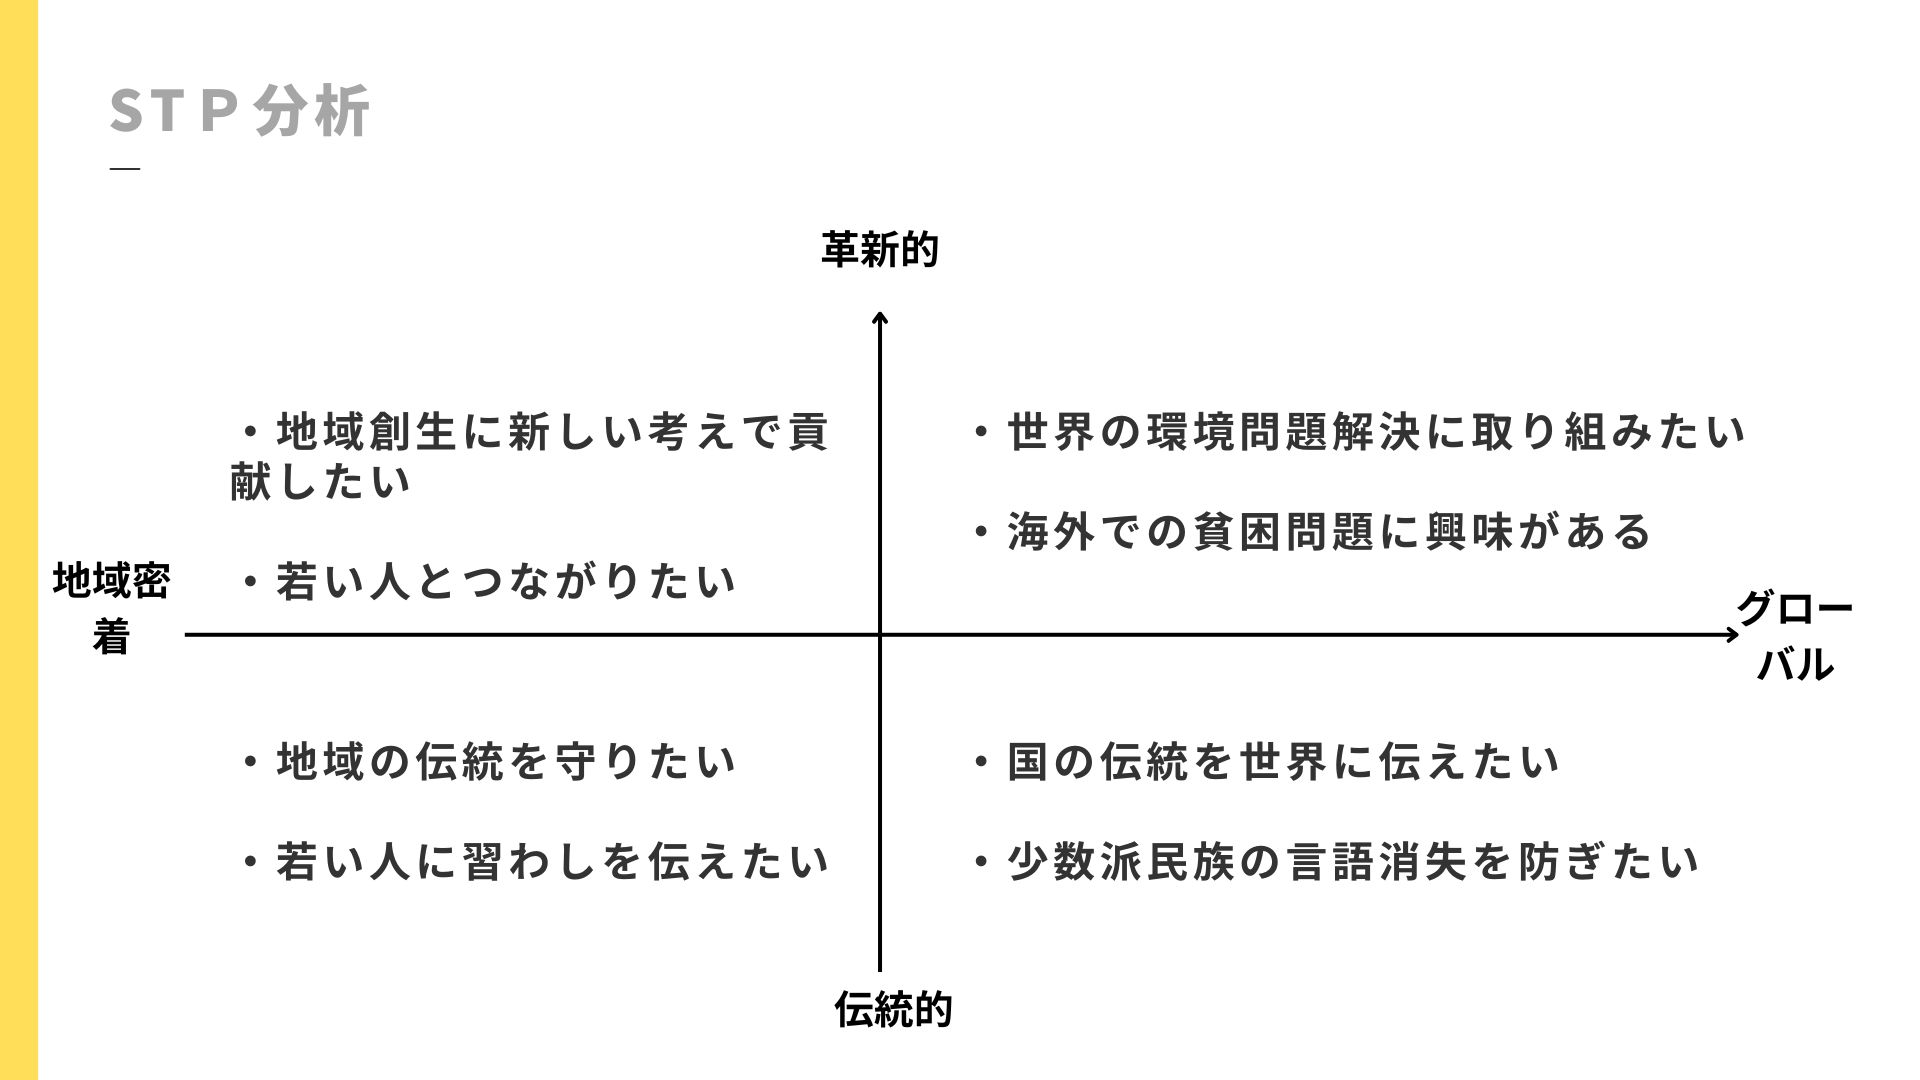 STP分析
革新的
・地域創生に新しい考えで貢
献したい
・若い人とつながりたい
・世界の環境問題解決に取り組みたい
・海外での貧困問題に興味がある
地域密
着
グロー
バル
・地域の伝統を守りたい
・若い人に習わしを伝えたい
・国の伝統を世界に伝えたい
・少数派民族の言語消失を防ぎたい
伝統的